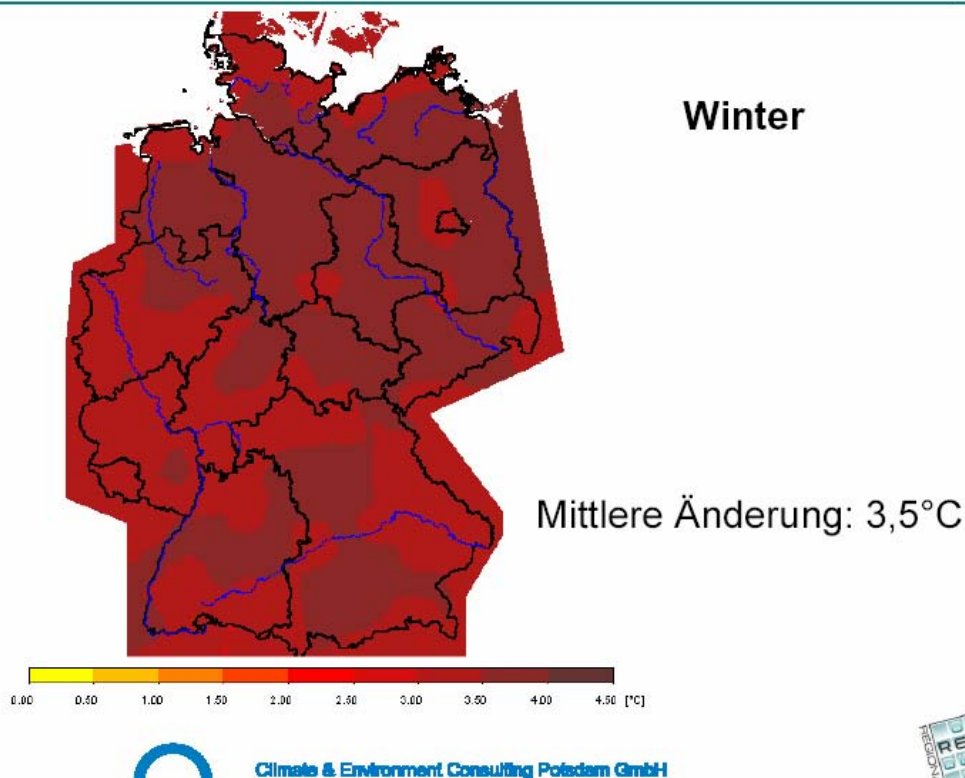 Winter
Mittlere Änderung: 3,5°C
0.00 0.50 1.00 1.50 2.00 2.50 3.00 3.50 4.00 4.50 [°C]
Climate & Environment Consulting Potsdam GmbH